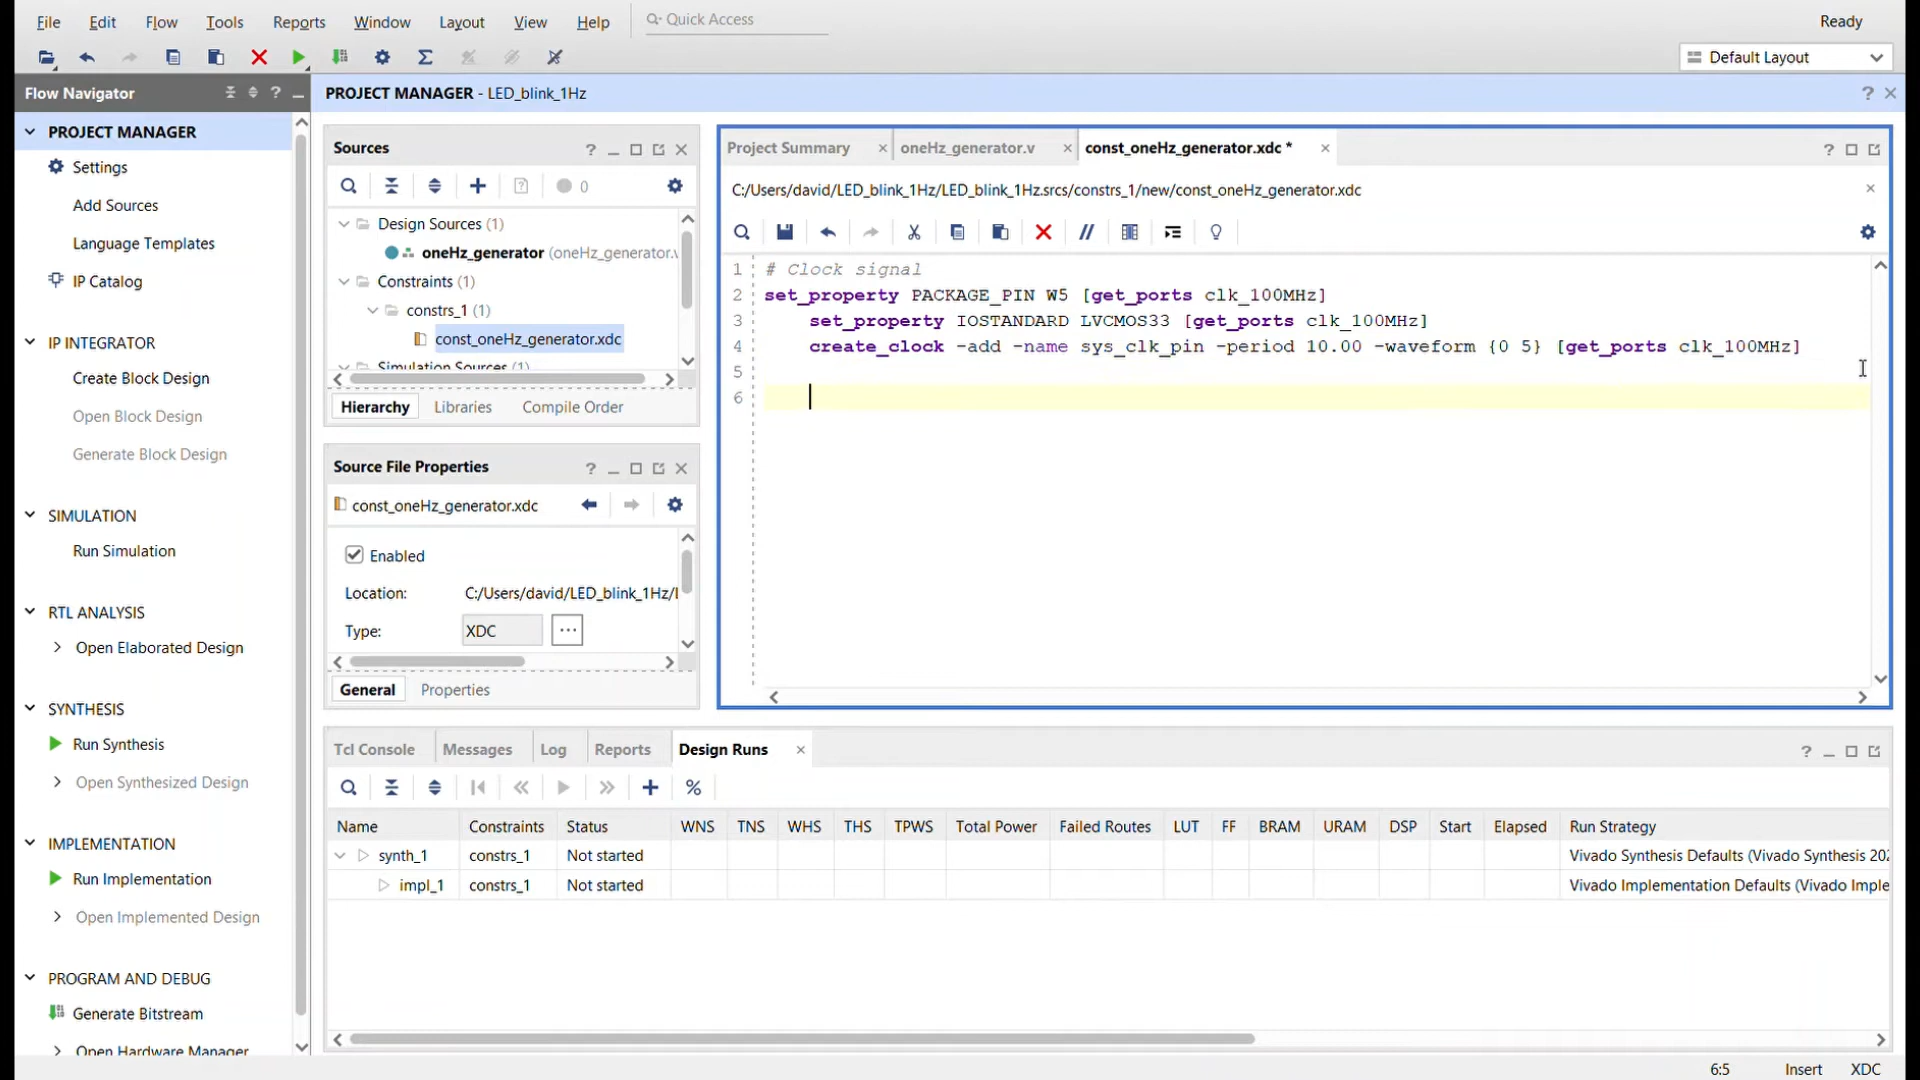 File Edit Flow Tools Reports Window Layout View Help Quick Access Ready
Default Layout
Flow Navigator
PROJECT MANAGER
Settings
Add Sources
Language Templates
IP Catalog
IP INTEGRATOR
Create Block Design
Open Block Design
Generate Block Design
SIMULATION
Run Simulation
RTL ANALYSIS
Open Elaborated Design
SYNTHESIS
Run Synthesis
Open Synthesized Design
IMPLEMENTATION
Run Implementation
Open Implemented Design
PROGRAM AND DEBUG
Generate Bitstream
Open Hardware Manager
PROJECT MANAGER - LED_blink_1Hz
Sources
0
Design Sources (1)
oneHz_generator (oneHz_generator.v
Constraints (1)
constrs_1 (1)
const_oneHz_generator.xdc
Simulation Sources (1)
Hierarchy Libraries Compile Order
Source File Properties
const_oneHz_generator.xdc
Enabled
Location: C:/Users/david/LED_blink_1Hz/
Type: XDC
General Properties
Project Summary oneHz_generator.v const_oneHz_generator.xdc *
C:/Users/david/LED_blink_1Hz/LED_blink_1Hz.srcs/constrs_1/new/const_oneHz_generator.xdc
1 # Clock signal
2 set_property PACKAGE_PIN W5 [get_ports clk_100MHz]
3 set_property IOSTANDARD LVCMOS33 [get_ports clk_100MHz]
4 create_clock -add -name sys_clk_pin -period 10.00 -waveform {0 5} [get_ports clk_100MHz]
5
6
Tcl Console Messages Log Reports Design Runs
Name Constraints Status WNS TNS WHS THS TPWS Total Power Failed Routes LUT FF BRAM URAM DSP Start Elapsed Run Strategy
synth_1 constrs_1 Not started Vivado Synthesis Defaults (Vivado Synthesis 202
impl_1 constrs_1 Not started Vivado Implementation Defaults (Vivado Imple
6:5 Insert XDC